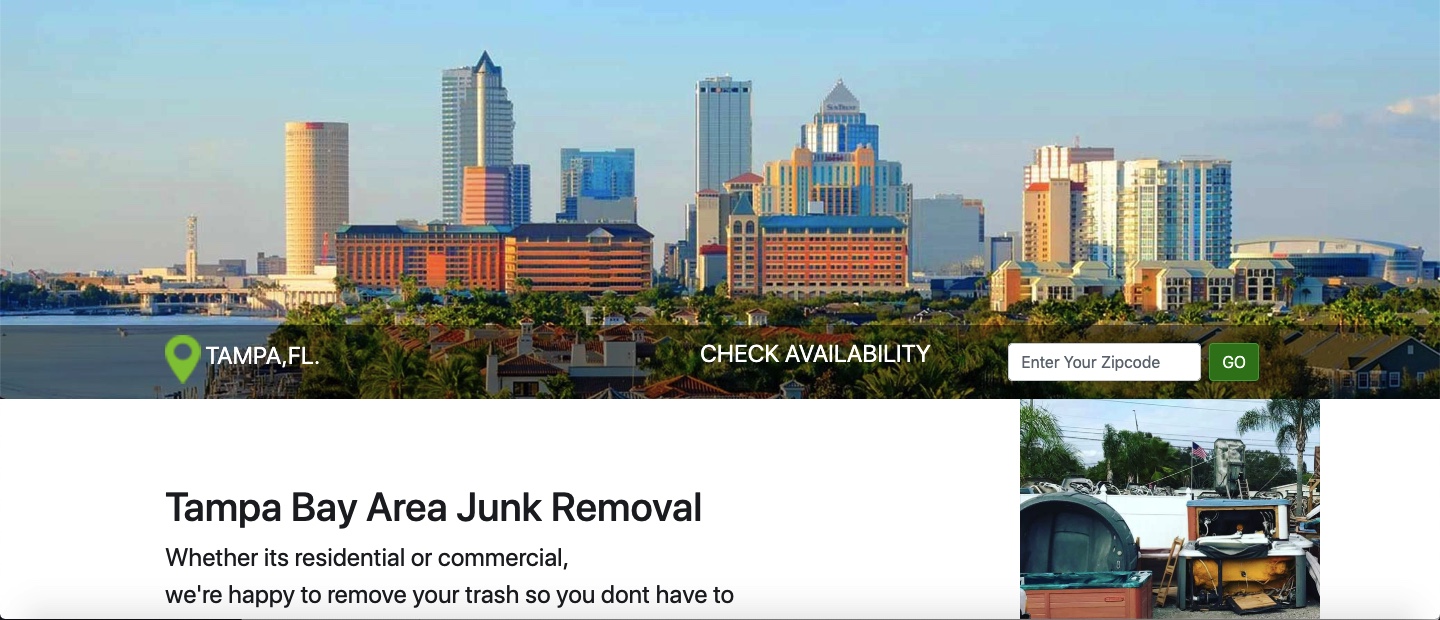 SUNTRUST
TAMPA,FL.
CHECK AVAILABILITY
Enter Your Zipcode
GO
Tampa Bay Area Junk Removal
Whether its residential or commercial,
we're happy to remove your trash so you dont have to